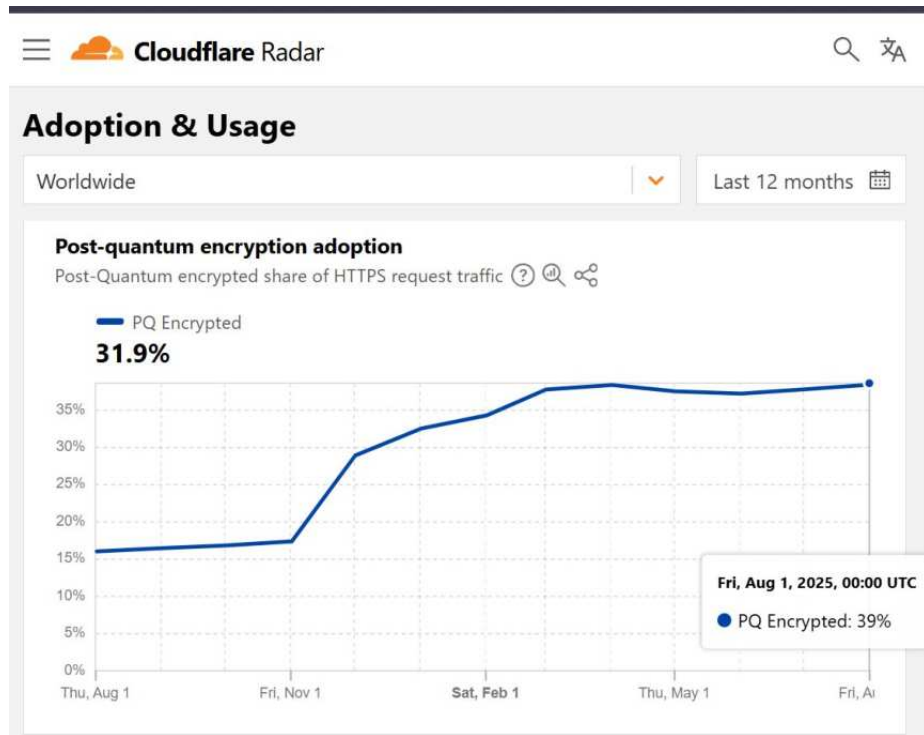 Cloudflare Radar
Adoption & Usage
Worldwide
Last 12 months
Post-quantum encryption adoption
Post-Quantum encrypted share of HTTPS request traffic
PQ Encrypted
31.9%
35%
30%
25%
20%
15%
10%
5%
0%
Fri, Aug 1, 2025, 00:00 UTC
PQ Encrypted: 39%
Thu, Aug 1
Fri, Nov 1
Sat, Feb 1
Thu, May 1
Fri,